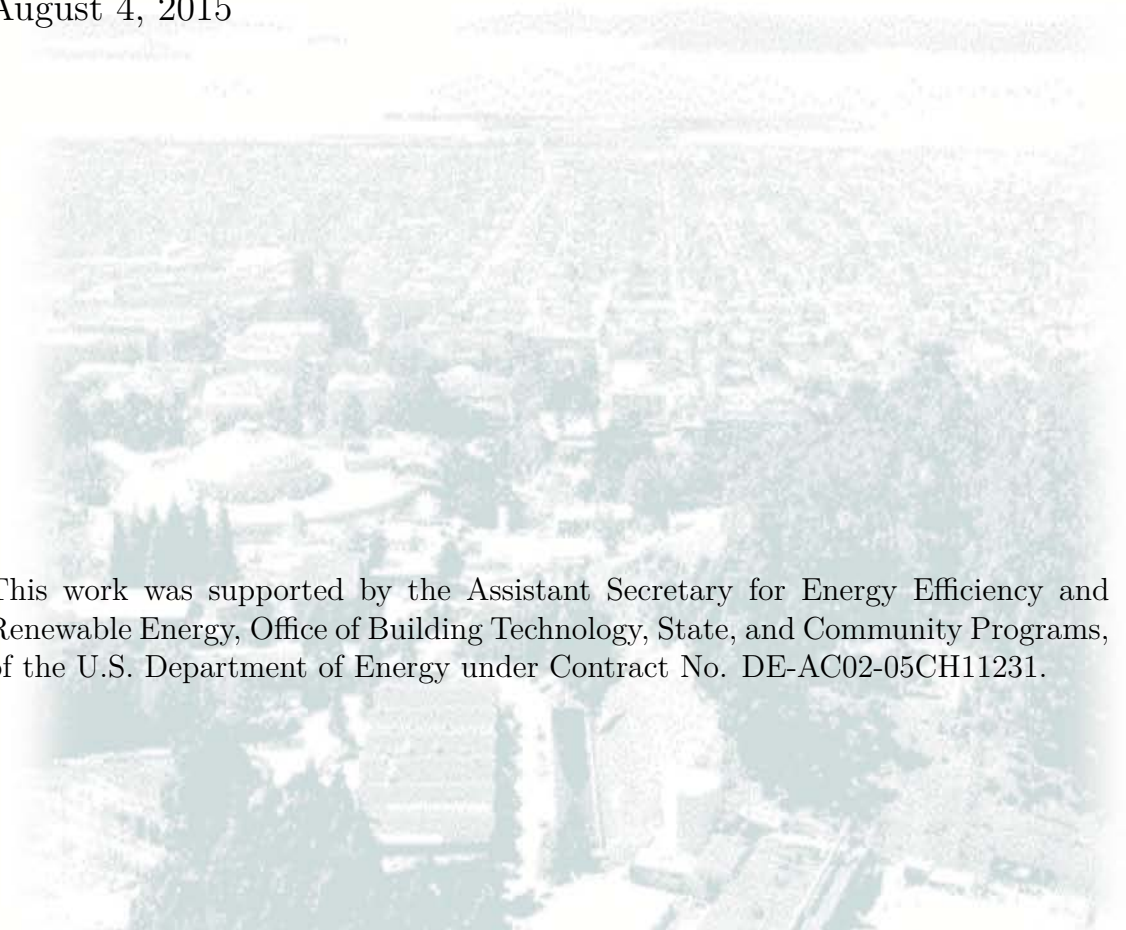 August 4, 2015
This work was supported by the Assistant Secretary for Energy Efficiency and
Renewable Energy, Office of Building Technology, State, and Community Programs,
of the U.S. Department of Energy under Contract No. DE-AC02-05CH11231.